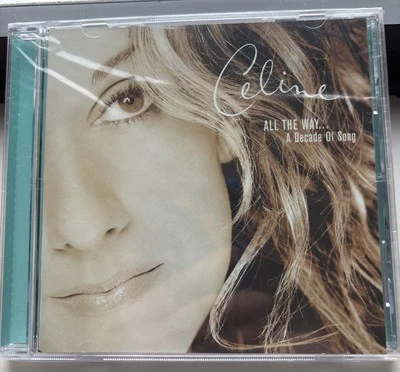 Celine
ALL THE WAY...
A Decade Of Song